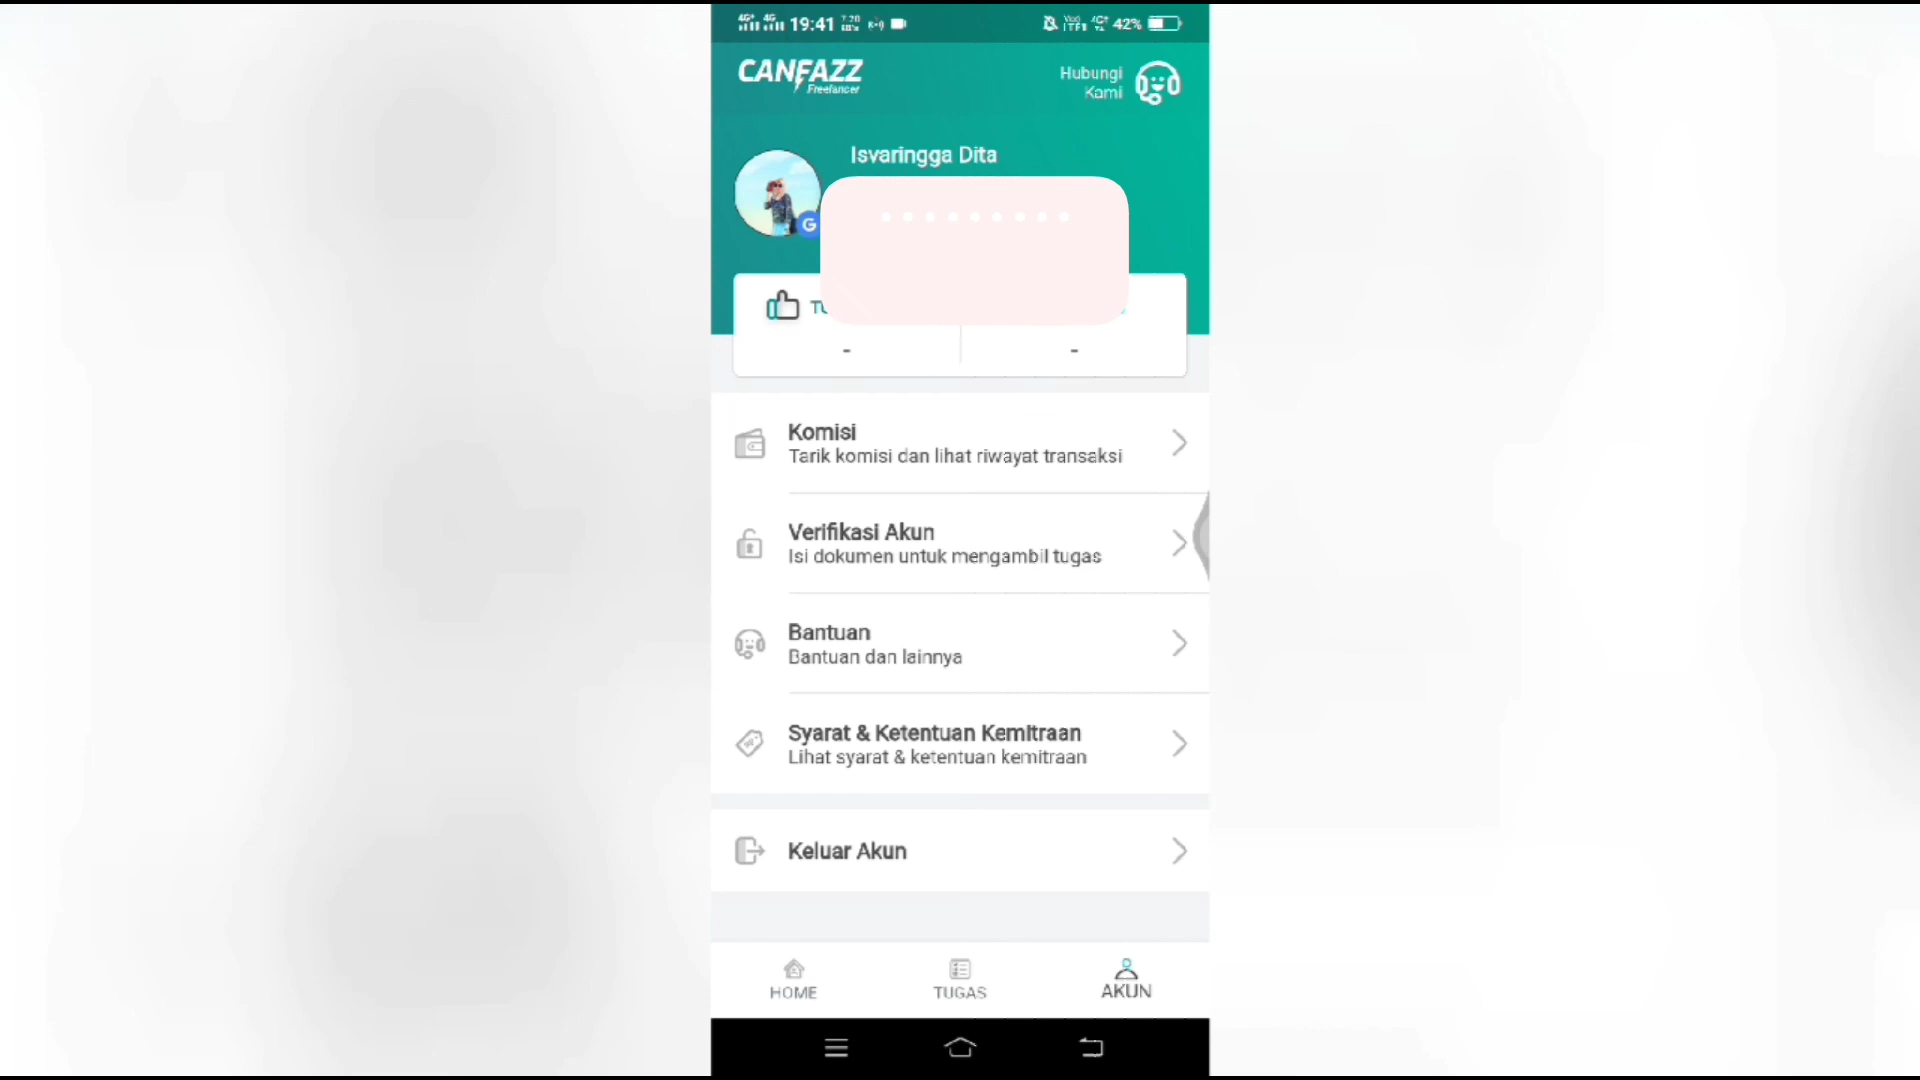 19:41
42%
CANFAZZ
Freelancer
Hubungi
Kami
Isvaringga Dita
G
-
-
Komisi
Tarik komisi dan lihat riwayat transaksi
Verifikasi Akun
Isi dokumen untuk mengambil tugas
Bantuan
Bantuan dan lainnya
Syarat & Ketentuan Kemitraan
Lihat syarat & ketentuan kemitraan
Keluar Akun
HOME
TUGAS
AKUN